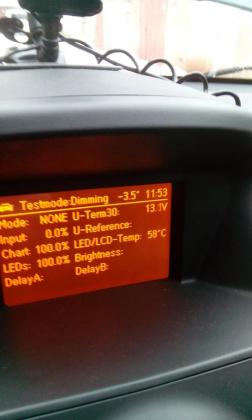 Testmode:Dimming -3.5° 11:53
Mode: NONE U-Term30: 13.1V
Input: 0.0% U-Reference:
Chart 100.0% LED/LCD-Temp: 58°C
LEDs: 100.0% Brightness:
DelayA: DelayB: